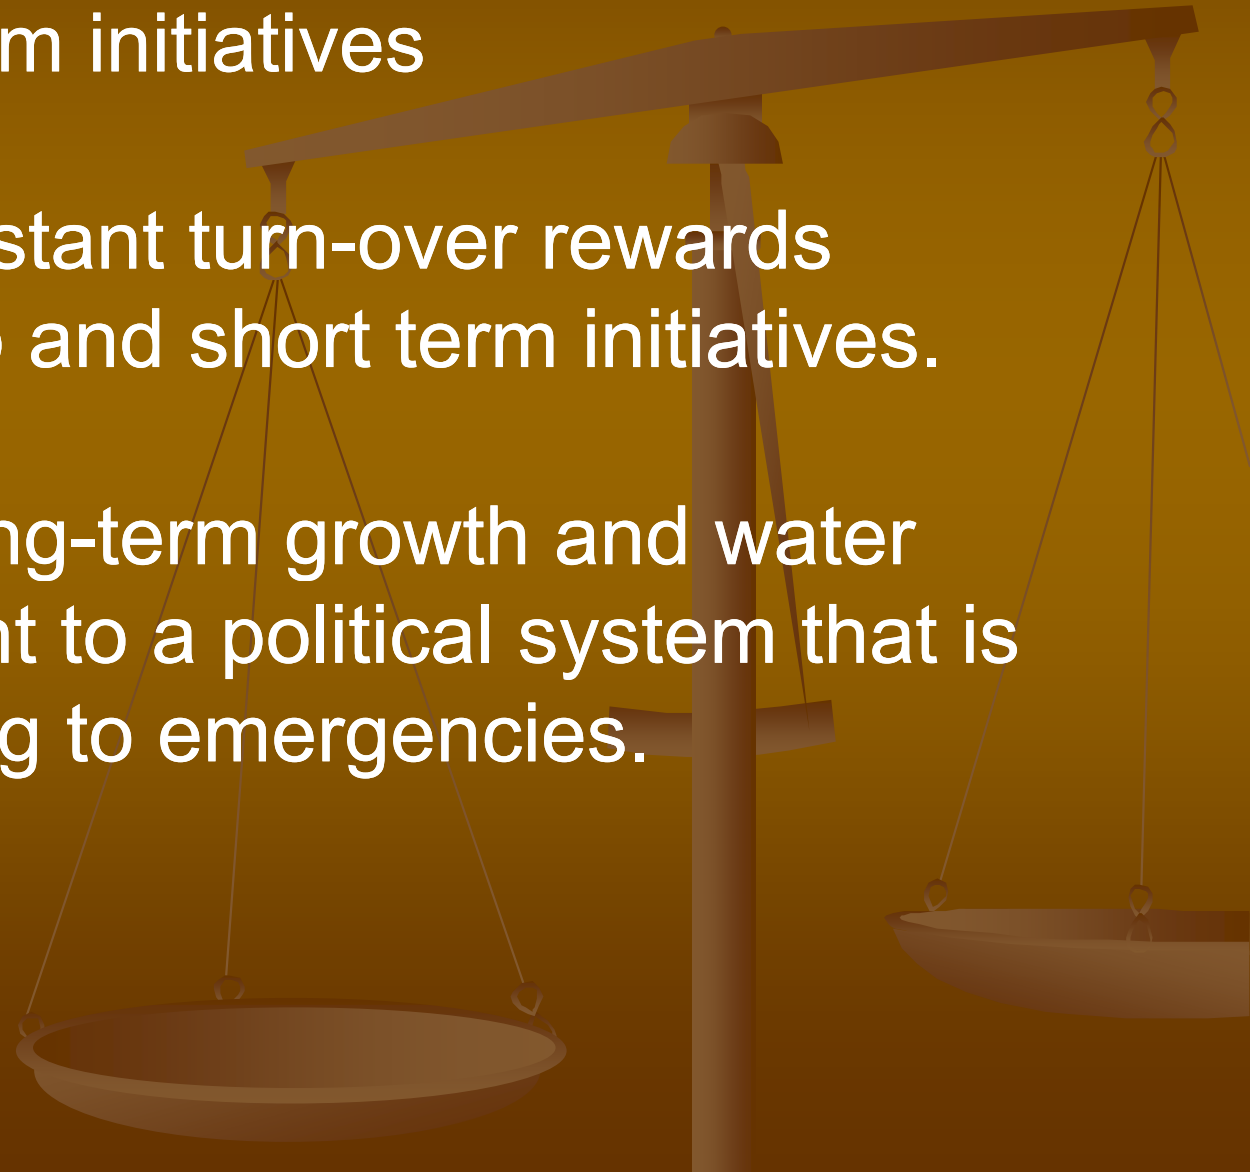 m initiatives
stant turn-over rewards
and short term initiatives.
ng-term growth and water
nt to a political system that is
g to emergencies.